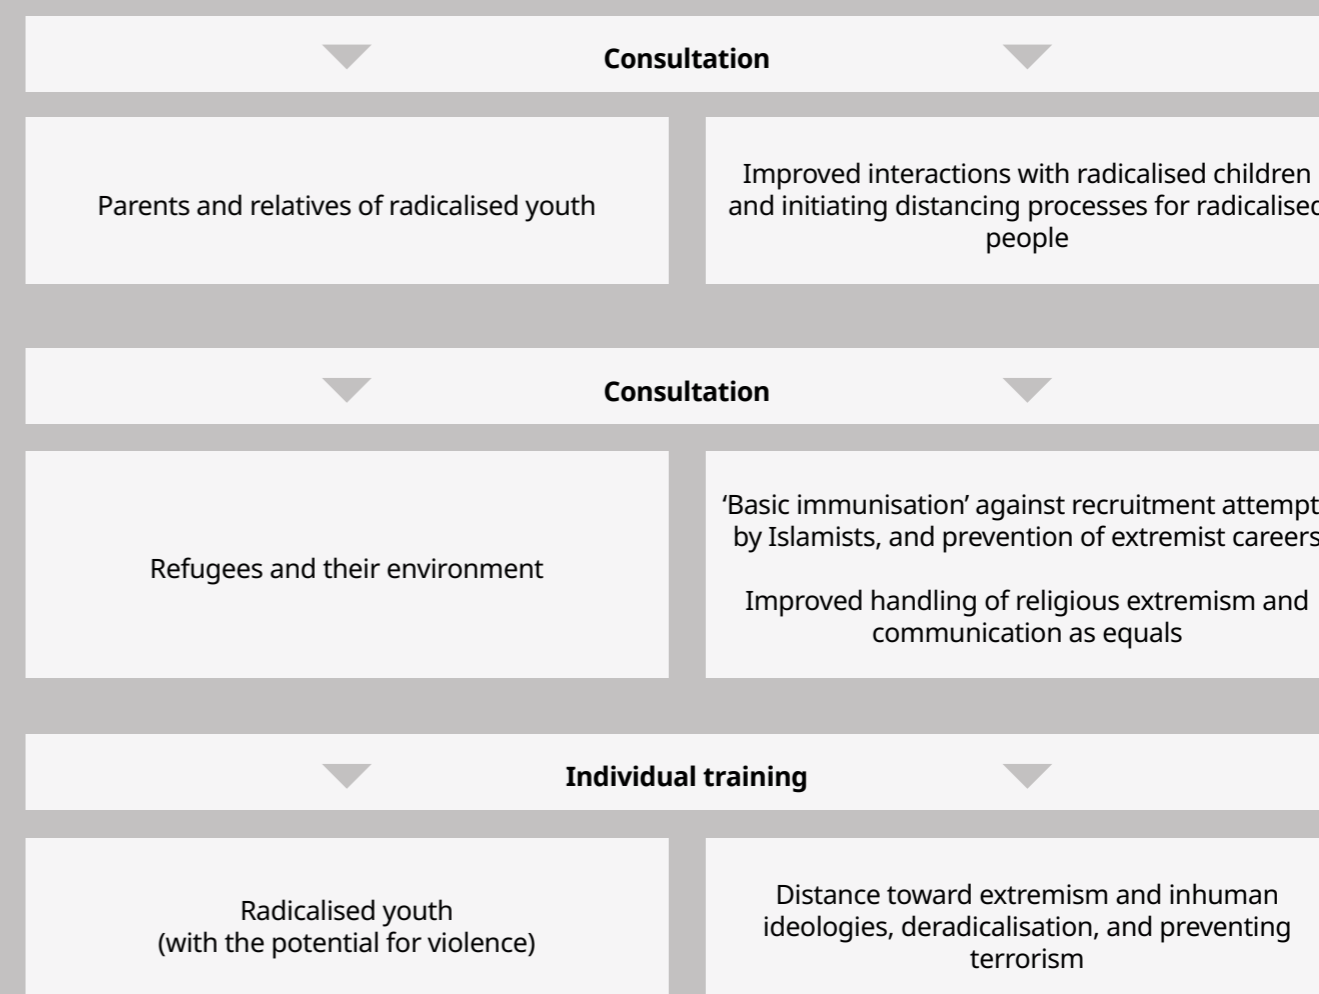 Consultation
Parents and relatives of radicalised youth
Improved interactions with radicalised children
and initiating distancing processes for radicalised
people
Consultation
Refugees and their environment
‘Basic immunisation’ against recruitment attempt
by Islamists, and prevention of extremist careers
Improved handling of religious extremism and
communication as equals
Individual training
Radicalised youth
(with the potential for violence)
Distance toward extremism and inhuman
ideologies, deradicalisation, and preventing
terrorism